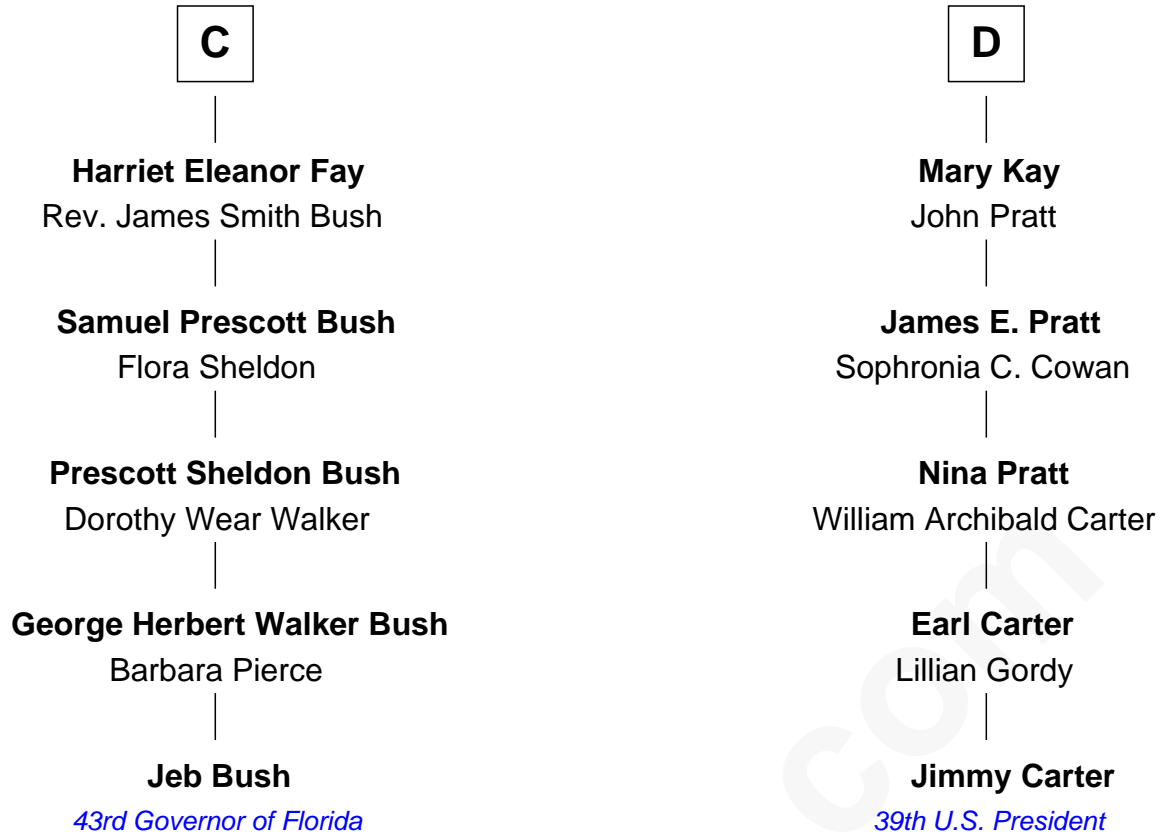 C
D
Harriet Eleanor Fay
Rev. James Smith Bush
Mary Kay
John Pratt
Samuel Prescott Bush
Flora Sheldon
James E. Pratt
Sophronia C. Cowan
Prescott Sheldon Bush
Dorothy Wear Walker
Nina Pratt
William Archibald Carter
George Herbert Walker Bush
Barbara Pierce
Earl Carter
Lillian Gordy
Jeb Bush
43rd Governor of Florida
Jimmy Carter
39th U.S. President
com